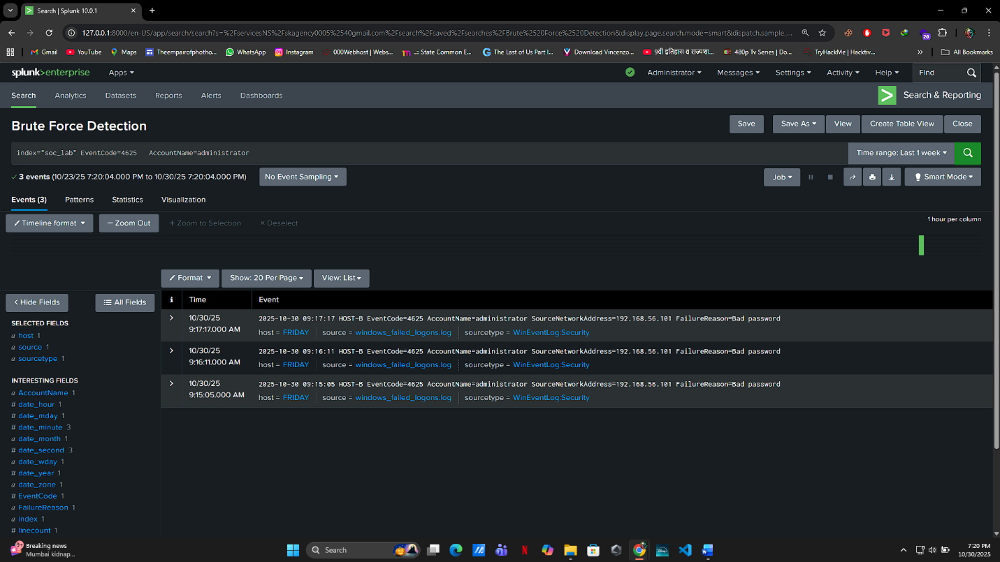 Search | Splunk 10.0.1
127.0.0.1:8000/en-US/app/search/search?s=%2FservicesNS%2Fskagency0005%2540gmail.com%2Fsearch%2Fsaved%2Fsearches%2FBrute%2520Force%2520Detection&display.page.search.mode=smart&dispatch.sample_...
20
Gmail YouTube Maps Theempairofphotho... WhatsApp Instagram 000Webhost | Webs... .:: State Common E... The Last of Us Part I... Download Vincenzo... 9वी इतिहास व राज्यशा... 480p Tv Series | Do... TryHackMe | Hacktiv... All Bookmarks
splunk>enterprise Apps Administrator Messages Settings Activity Help Find
Search Analytics Datasets Reports Alerts Dashboards Search & Reporting
Brute Force Detection Save Save As View Create Table View Close
index="soc_lab" EventCode=4625 AccountName=administrator Time range: Last 1 week
3 events (10/23/25 7:20:04.000 PM to 10/30/25 7:20:04.000 PM) No Event Sampling Job Smart Mode
Events (3) Patterns Statistics Visualization
Timeline format — Zoom Out + Zoom to Selection × Deselect 1 hour per column
Format Show: 20 Per Page View: List
< Hide Fields All Fields i Time Event
SELECTED FIELDS
a host 1
a source 1
a sourcetype 1
INTERESTING FIELDS
a AccountName 1
# date_hour 1
# date_mday 1
# date_minute 3
a date_month 1
# date_second 3
a date_wday 1
# date_year 1
a date_zone 1
# EventCode 1
a FailureReason 1
a index 1
# linecount 1
10/30/25
9:17:17.000 AM
2025-10-30 09:17:17 HOST-B EventCode=4625 AccountName=administrator SourceNetworkAddress=192.168.56.101 FailureReason=Bad password
host = FRIDAY source = windows_failed_logons.log sourcetype = WinEventLog:Security
10/30/25
9:16:11.000 AM
2025-10-30 09:16:11 HOST-B EventCode=4625 AccountName=administrator SourceNetworkAddress=192.168.56.101 FailureReason=Bad password
host = FRIDAY source = windows_failed_logons.log sourcetype = WinEventLog:Security
10/30/25
9:15:05.000 AM
2025-10-30 09:15:05 HOST-B EventCode=4625 AccountName=administrator SourceNetworkAddress=192.168.56.101 FailureReason=Bad password
host = FRIDAY source = windows_failed_logons.log sourcetype = WinEventLog:Security
9+
Breaking news
Mumbai kidnap...
Search
7:20 PM
10/30/2025